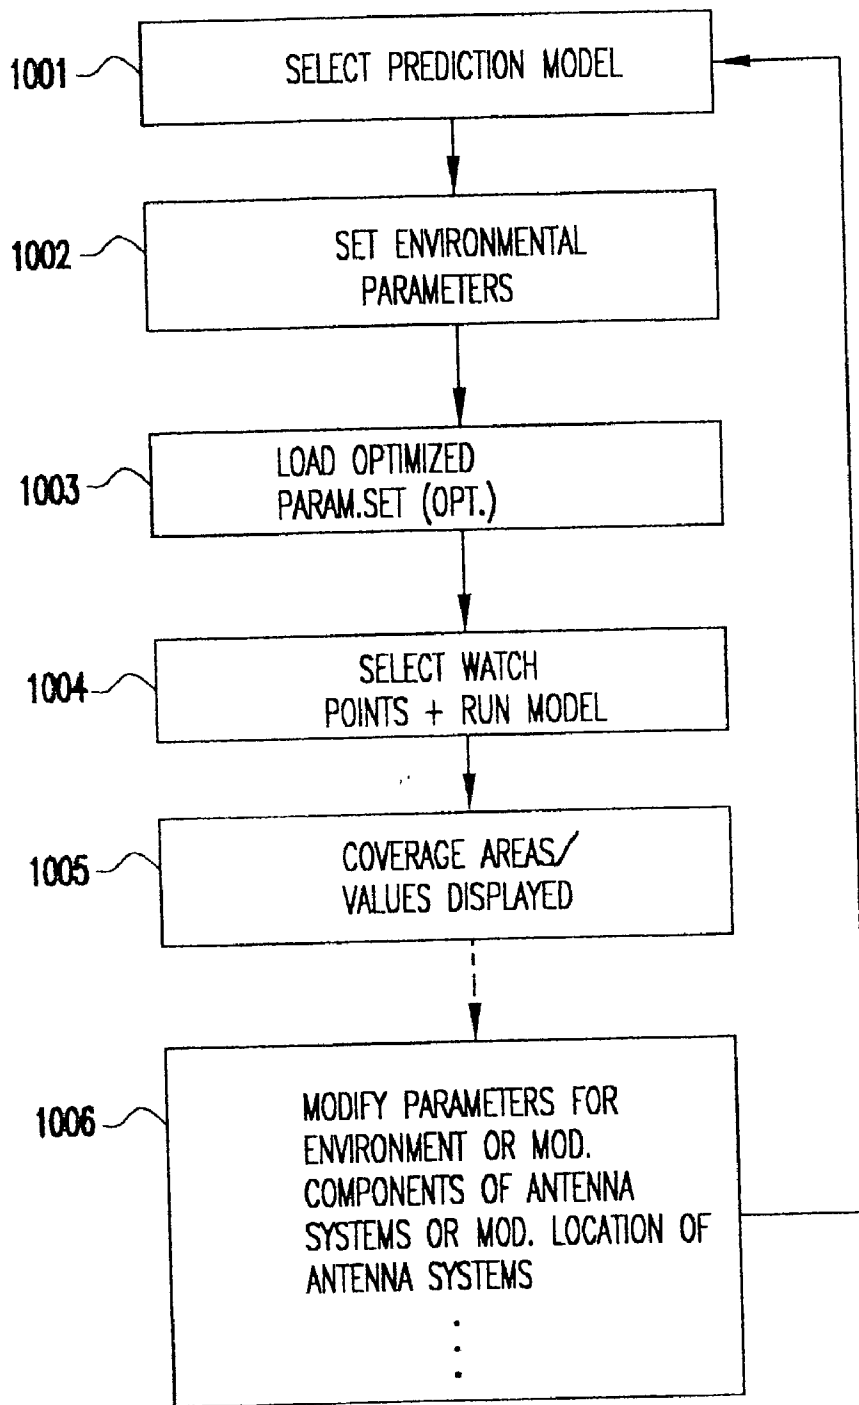 1001
SELECT PREDICTION MODEL
1002
SET ENVIRONMENTAL
PARAMETERS
1003
LOAD OPTIMIZED
PARAM.SET (OPT.)
1004
SELECT WATCH
POINTS + RUN MODEL
1005
COVERAGE AREAS/
VALUES DISPLAYED
1006
MODIFY PARAMETERS FOR
ENVIRONMENT OR MOD.
COMPONENTS OF ANTENNA
SYSTEMS OR MOD. LOCATION OF
ANTENNA SYSTEMS
.
.
.